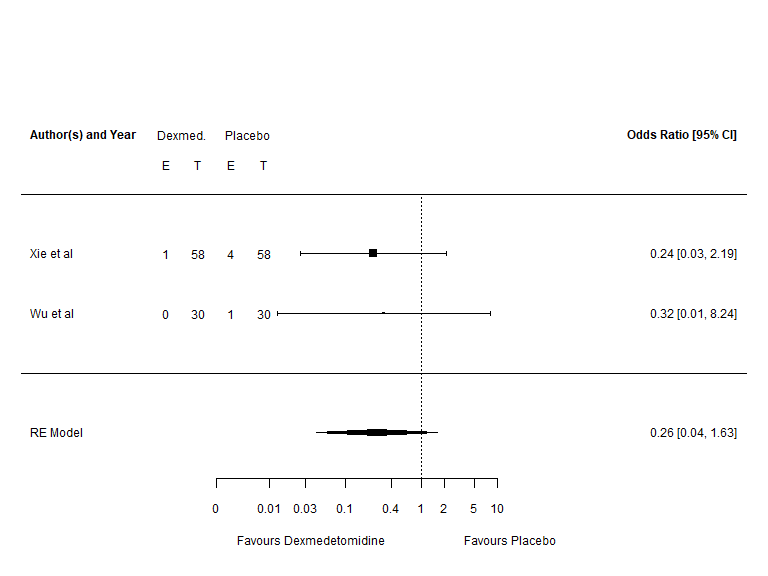 Author(s) and Year Dexmed. Placebo Odds Ratio [95% CI]
E T E T
Xie et al 1 58 4 58 0.24 [0.03, 2.19]
Wu et al 0 30 1 30 0.32 [0.01, 8.24]
RE Model 0.26 [0.04, 1.63]
0 0.01 0.03 0.1 0.4 1 2 5 10
Favours Dexmedetomidine Favours Placebo